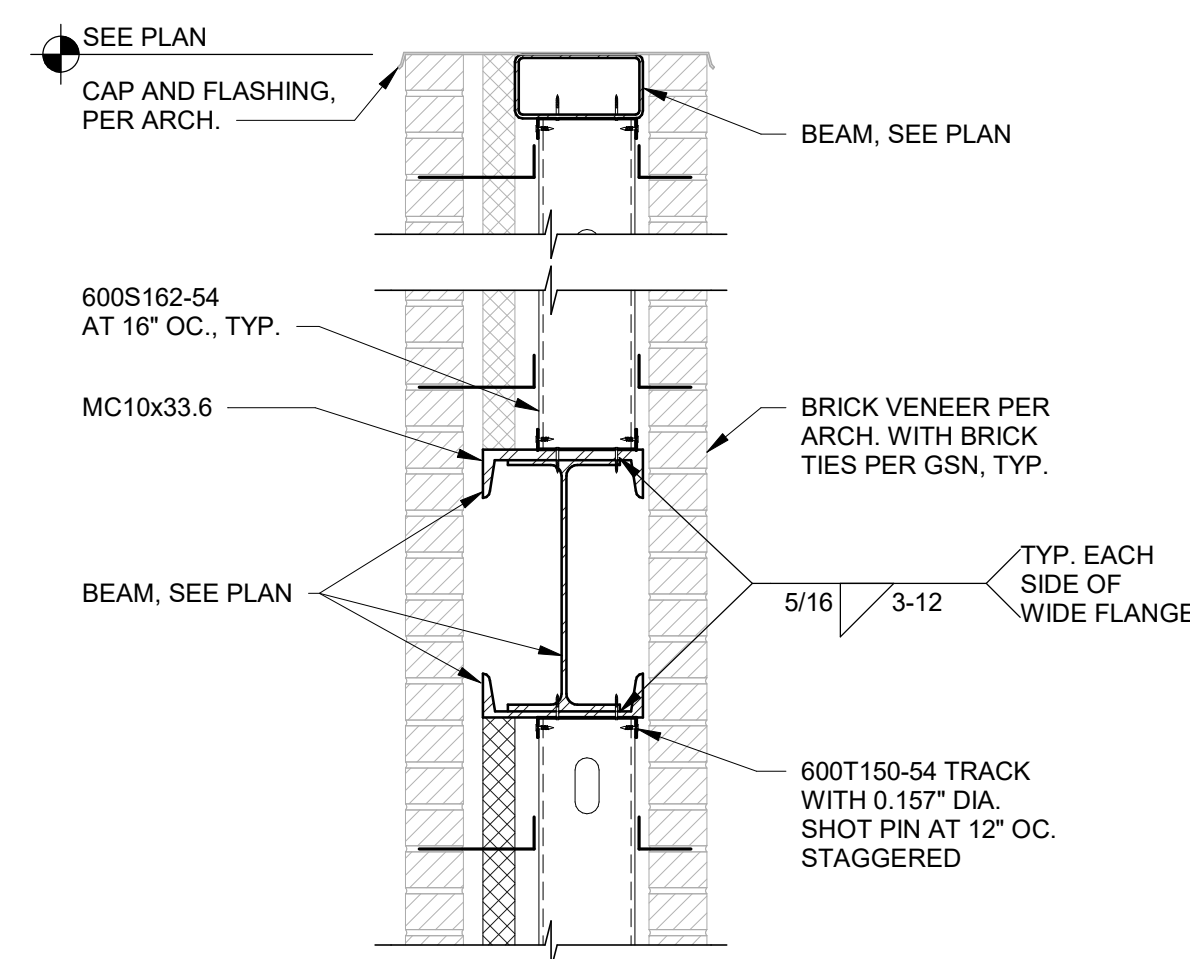 SEE PLAN
CAP AND FLASHING,
PER ARCH.
BEAM, SEE PLAN
600S162-54
AT 16" OC., TYP.
MC10x33.6
BRICK VENEER PER
ARCH. WITH BRICK
TIES PER GSN, TYP.
BEAM, SEE PLAN
5/16
3-12
TYP. EACH
SIDE OF
WIDE FLANGE
600T150-54 TRACK
WITH 0.157" DIA.
SHOT PIN AT 12" OC.
STAGGERED